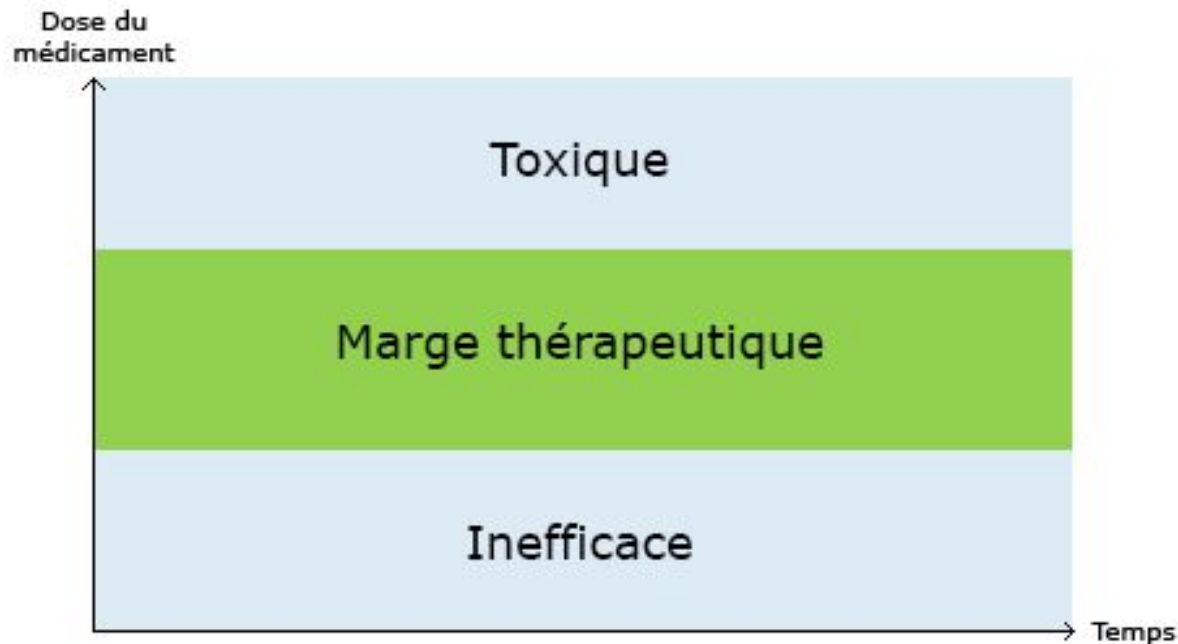 Dose du
médicament
Toxique
Marge thérapeutique
Inefficace
Temps